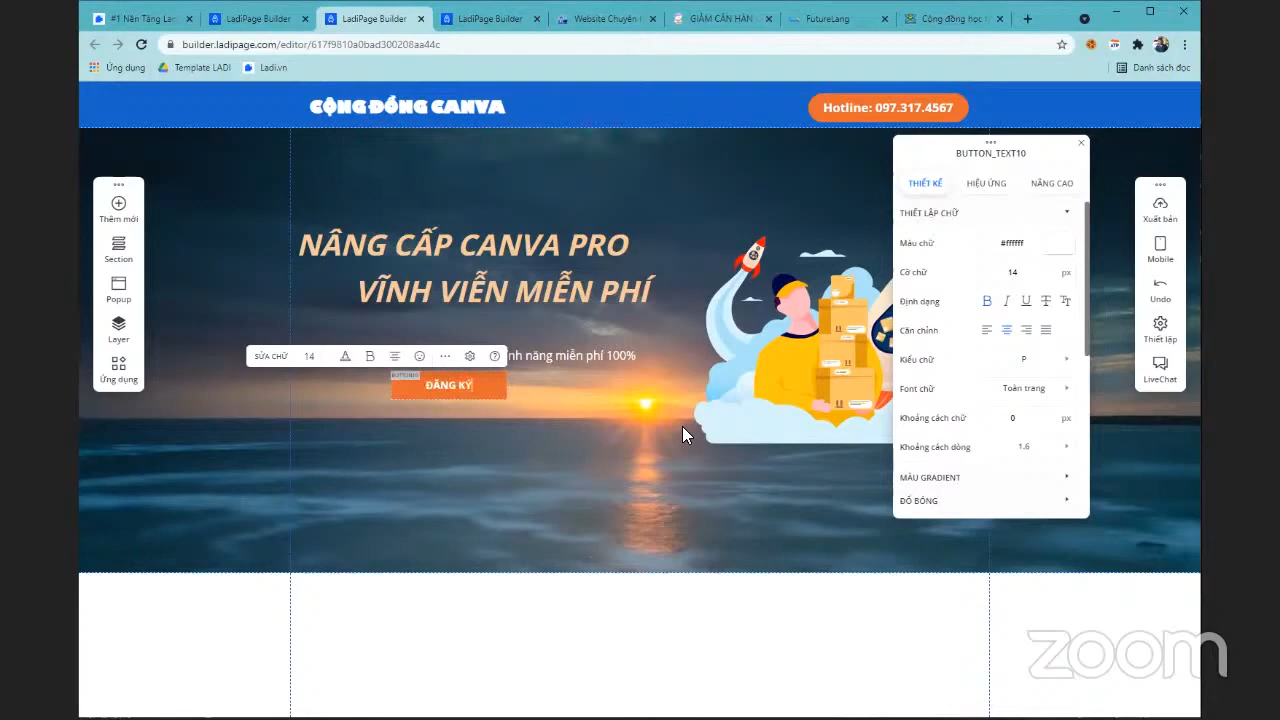 #1 Nền Tảng Lan
LadiPage Builder
LadiPage Builder
LadiPage Builder
Website Chuyên
GIẢM CÂN HÀN
FutureLang
Cộng đồng học
builder.ladipage.com/editor/617f9810a0bad300208aa44c
Ứng dụng
Template LADI
Ladi.vn
Danh sách đọc
CỘNG ĐỒNG CANVA
Hotline: 097.317.4567
BUTTON_TEXT10
THIẾT KẾ
HIỆU ỨNG
NÂNG CAO
THIẾT LẬP CHỮ
Màu chữ
#ffffff
Cỡ chữ
14
px
Định dạng
B I U T Tt
Căn chỉnh
Kiểu chữ
P
Font chữ
Toàn trang
Khoảng cách chữ
0
px
Khoảng cách dòng
1.6
MÀU GRADIENT
ĐỔ BÓNG
Thêm mới
Section
Popup
Layer
Ứng dụng
NÂNG CẤP CANVA PRO
VĨNH VIỄN MIỄN PHÍ
SỬA CHỮ
14
A
B
nh năng miễn phí 100%
BUTTON10
ĐĂNG KÝ
Xuất bản
Mobile
Undo
Thiết lập
LiveChat
zoom